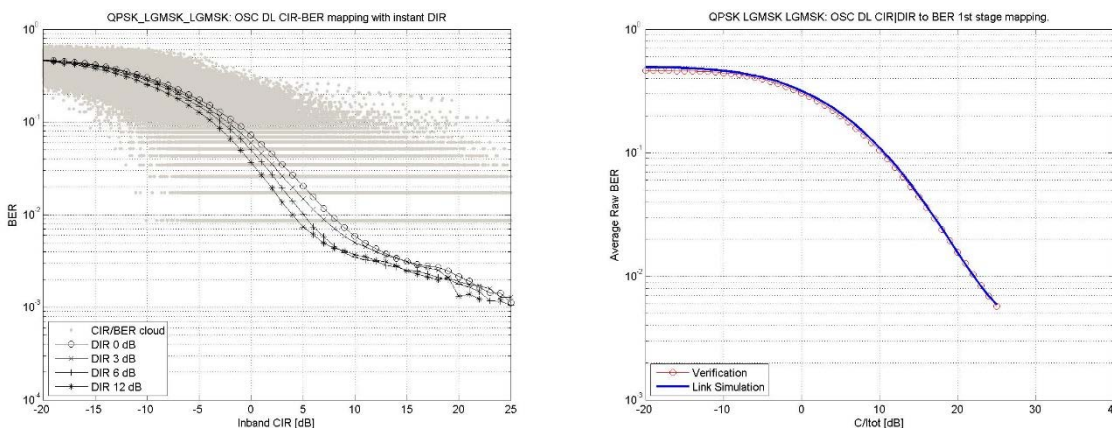 QPSK_LGMSK_LGMSK: OSC DL CIR-BER mapping with instant DIR
10^0
10^-1
10^-2
10^-3
10^-4
BER
-20 -15 -10 -5 0 5 10 15 20 25
Inband CIR [dB]
CIR/BER cloud
DIR 0 dB
DIR 3 dB
DIR 6 dB
DIR 12 dB
QPSK LGMSK LGMSK: OSC DL CIR|DIR to BER 1st stage mapping.
10^0
10^-1
10^-2
10^-3
Average Raw BER
-20 -10 0 10 20 30 40
C/Itot [dB]
Verification
Link Simulation